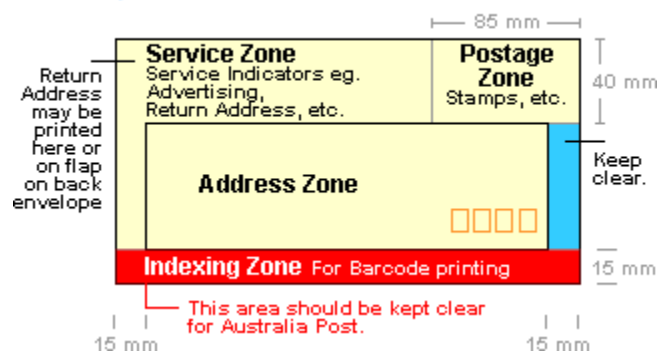 85 mm
Service Zone
Service Indicators eg.
Advertising,
Return Address, etc.
Postage
Zone
Stamps, etc.
40 mm
Return
Address
may be
printed
here or
on flap
on back
envelope
Keep
clear.
Address Zone
Indexing Zone For Barcode printing
15 mm
This area should be kept clear
for Australia Post.
15 mm
15 mm